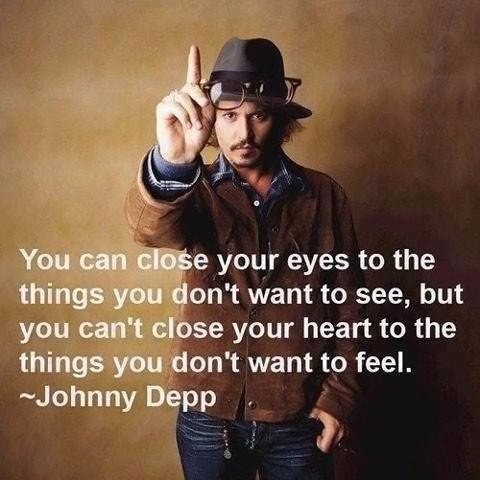 You can close your eyes to the
things you don't want to see, but
you can't close your heart to the
things you don't want to feel.
~Johnny Depp